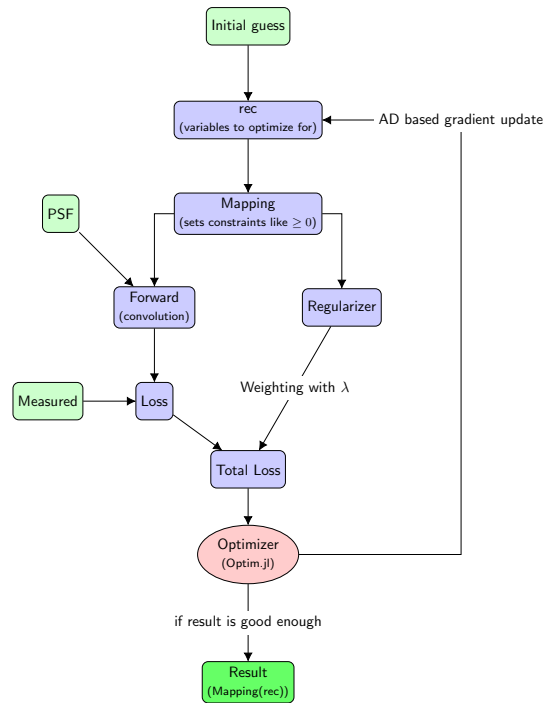 Initial guess
rec
(variables to optimize for)
AD based gradient update
Mapping
(sets constraints like ≥ 0)
PSF
Forward
(convolution)
Regularizer
Weighting with λ
Measured
Loss
Total Loss
Optimizer
(Optim.jl)
if result is good enough
Result
(Mapping(rec))